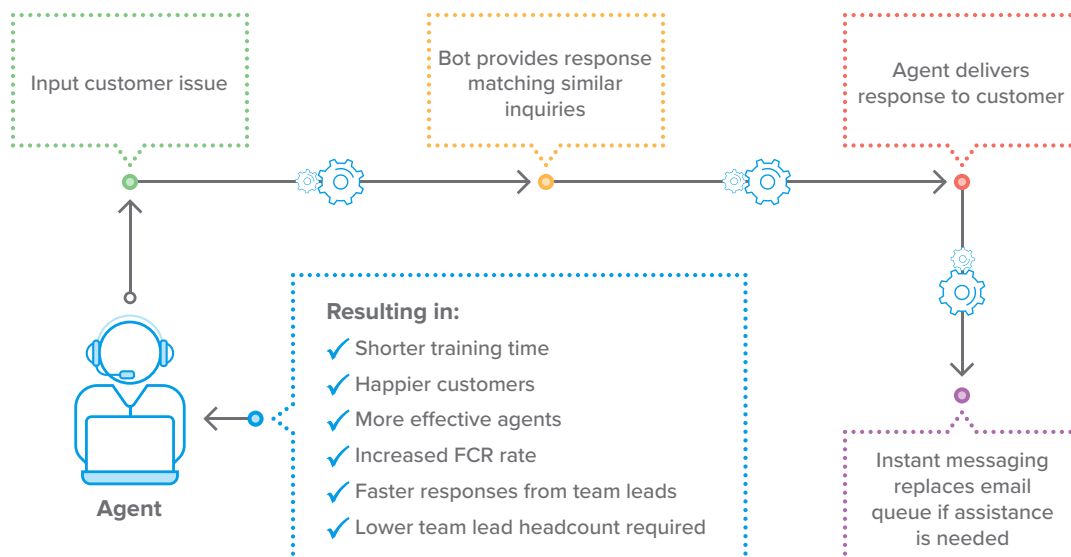 Input customer issue
Bot provides response
matching similar
inquiries
Agent delivers
response to customer
Resulting in:
Shorter training time
Happier customers
More effective agents
Increased FCR rate
Faster responses from team leads
Lower team lead headcount required
Agent
Instant messaging
replaces email
queue if assistance
is needed